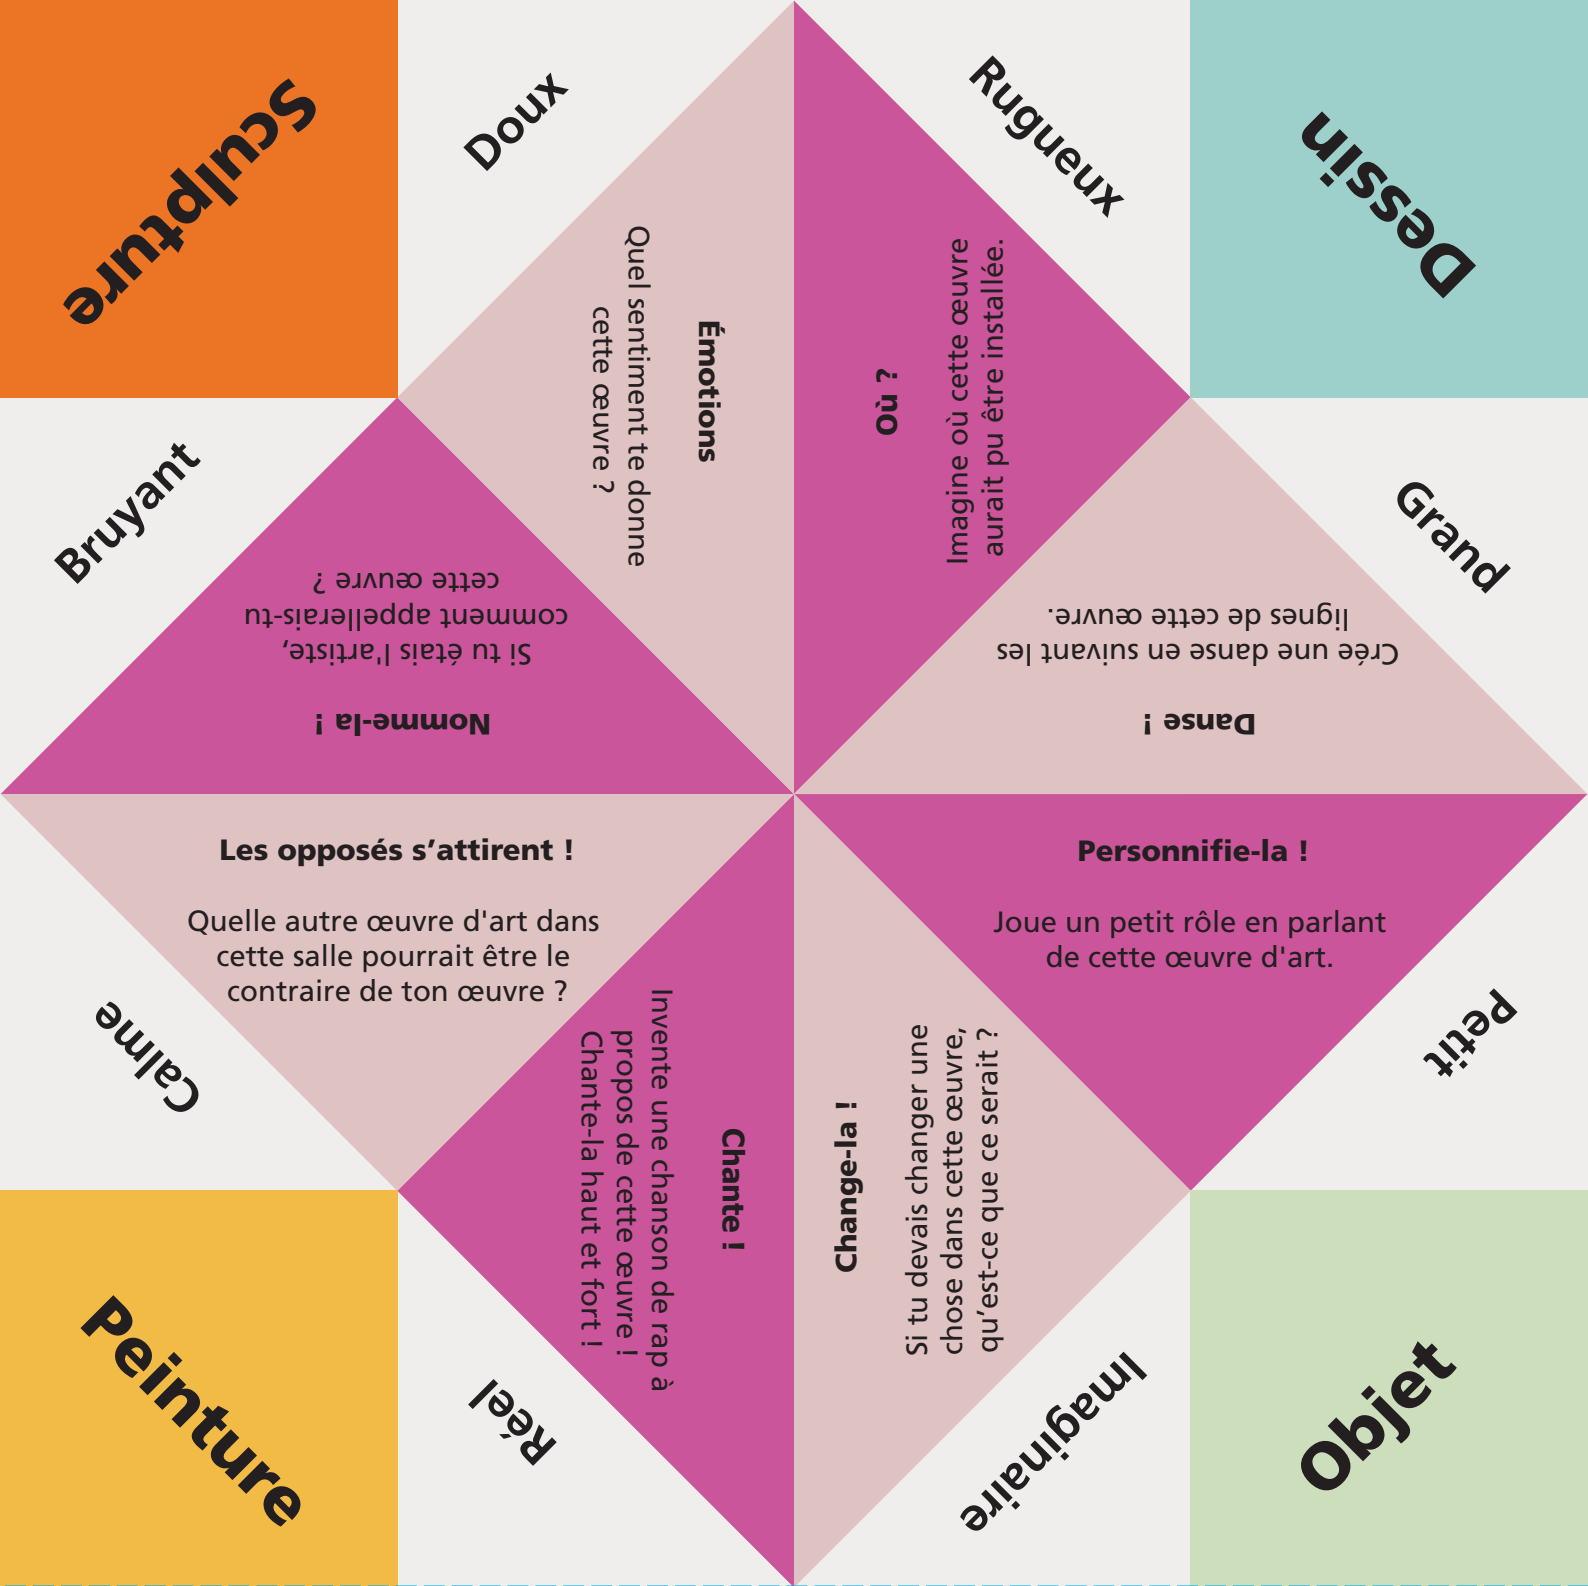 Sculpture
Doux
Rugueux
Dessin
Émotions
Quel sentiment te donne
cette œuvre ?
Où ?
Imagine où cette œuvre
aurait pu être installée.
Bruyant
Grand
Nomme-la !
Si tu étais l'artiste,
comment appellerais-tu
cette œuvre ?
Danse !
Crée une danse en suivant les
lignes de cette œuvre.
Les opposés s’attirent !
Quelle autre œuvre d'art dans
cette salle pourrait être le
contraire de ton œuvre ?
Personnifie-la !
Joue un petit rôle en parlant
de cette œuvre d'art.
Calme
Petit
Chante !
Invente une chanson de rap à
propos de cette œuvre !
Chante-la haut et fort !
Change-la !
Si tu devais changer une
chose dans cette œuvre,
qu’est-ce que ce serait ?
Peinture
Réel
Imaginaire
Objet